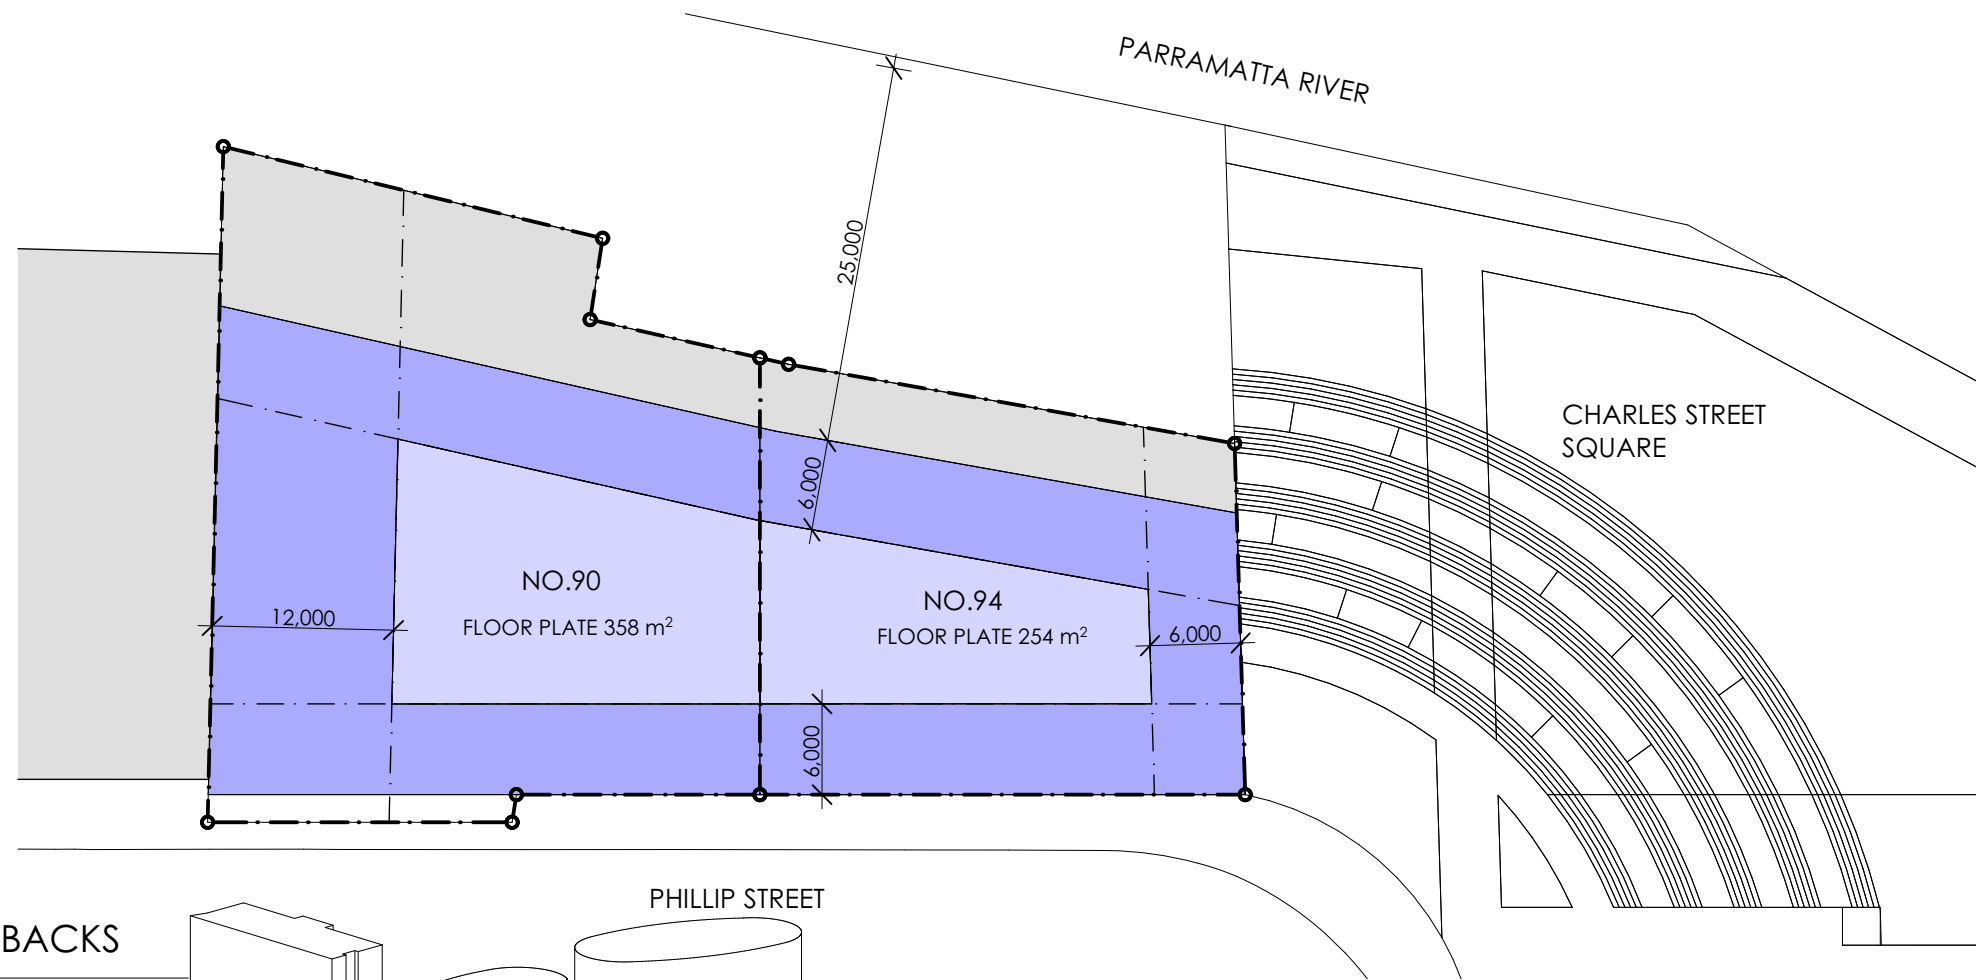 PARRAMATTA RIVER
25,000
CHARLES STREET
SQUARE
6,000
NO.90
FLOOR PLATE 358 m²
NO.94
FLOOR PLATE 254 m²
12,000
6,000
6,000
PHILLIP STREET
BACKS